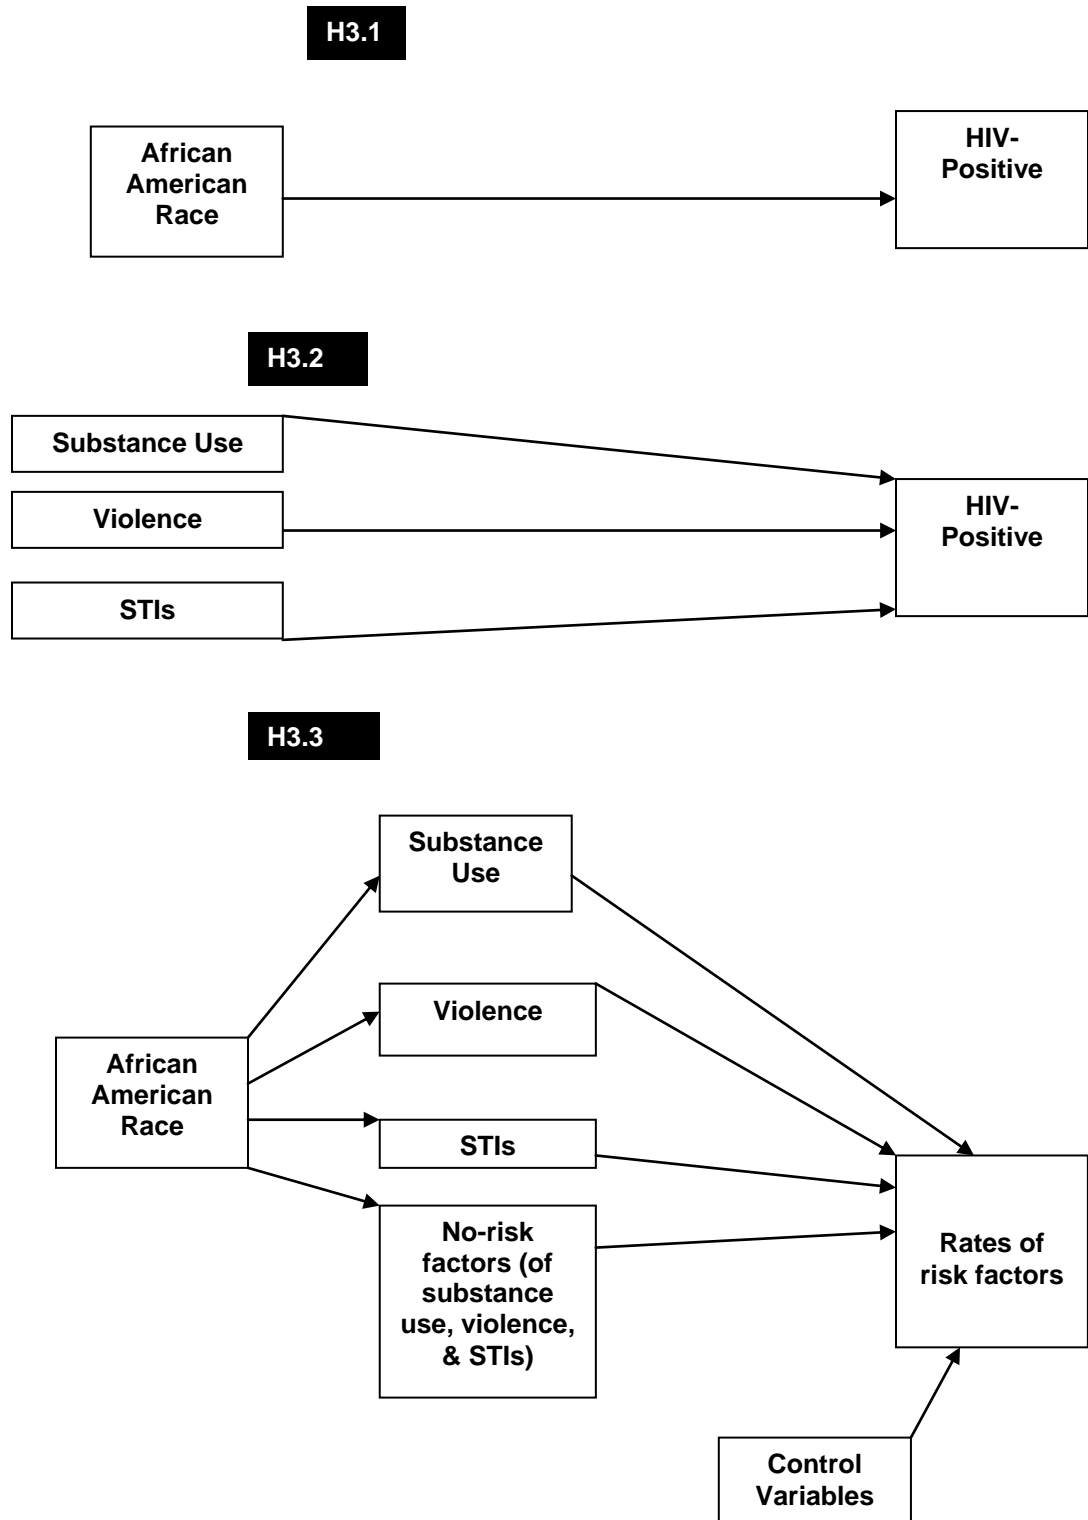 H3.1
African
American
Race
HIV-
Positive
H3.2
Substance Use
Violence
STIs
HIV-
Positive
H3.3
Substance
Use
Violence
African
American
Race
STIs
No-risk
factors (of
substance
use, violence,
& STIs)
Rates of
risk factors
Control
Variables